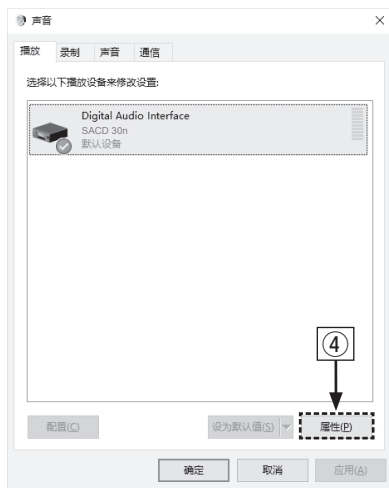 声音
播放 录制 声音 通信
选择以下播放设备来修改设置:
Digital Audio Interface
SACD 30n
默认设备
④
配置(C) 设为默认值(S) 属性(P)
确定 取消 应用(A)